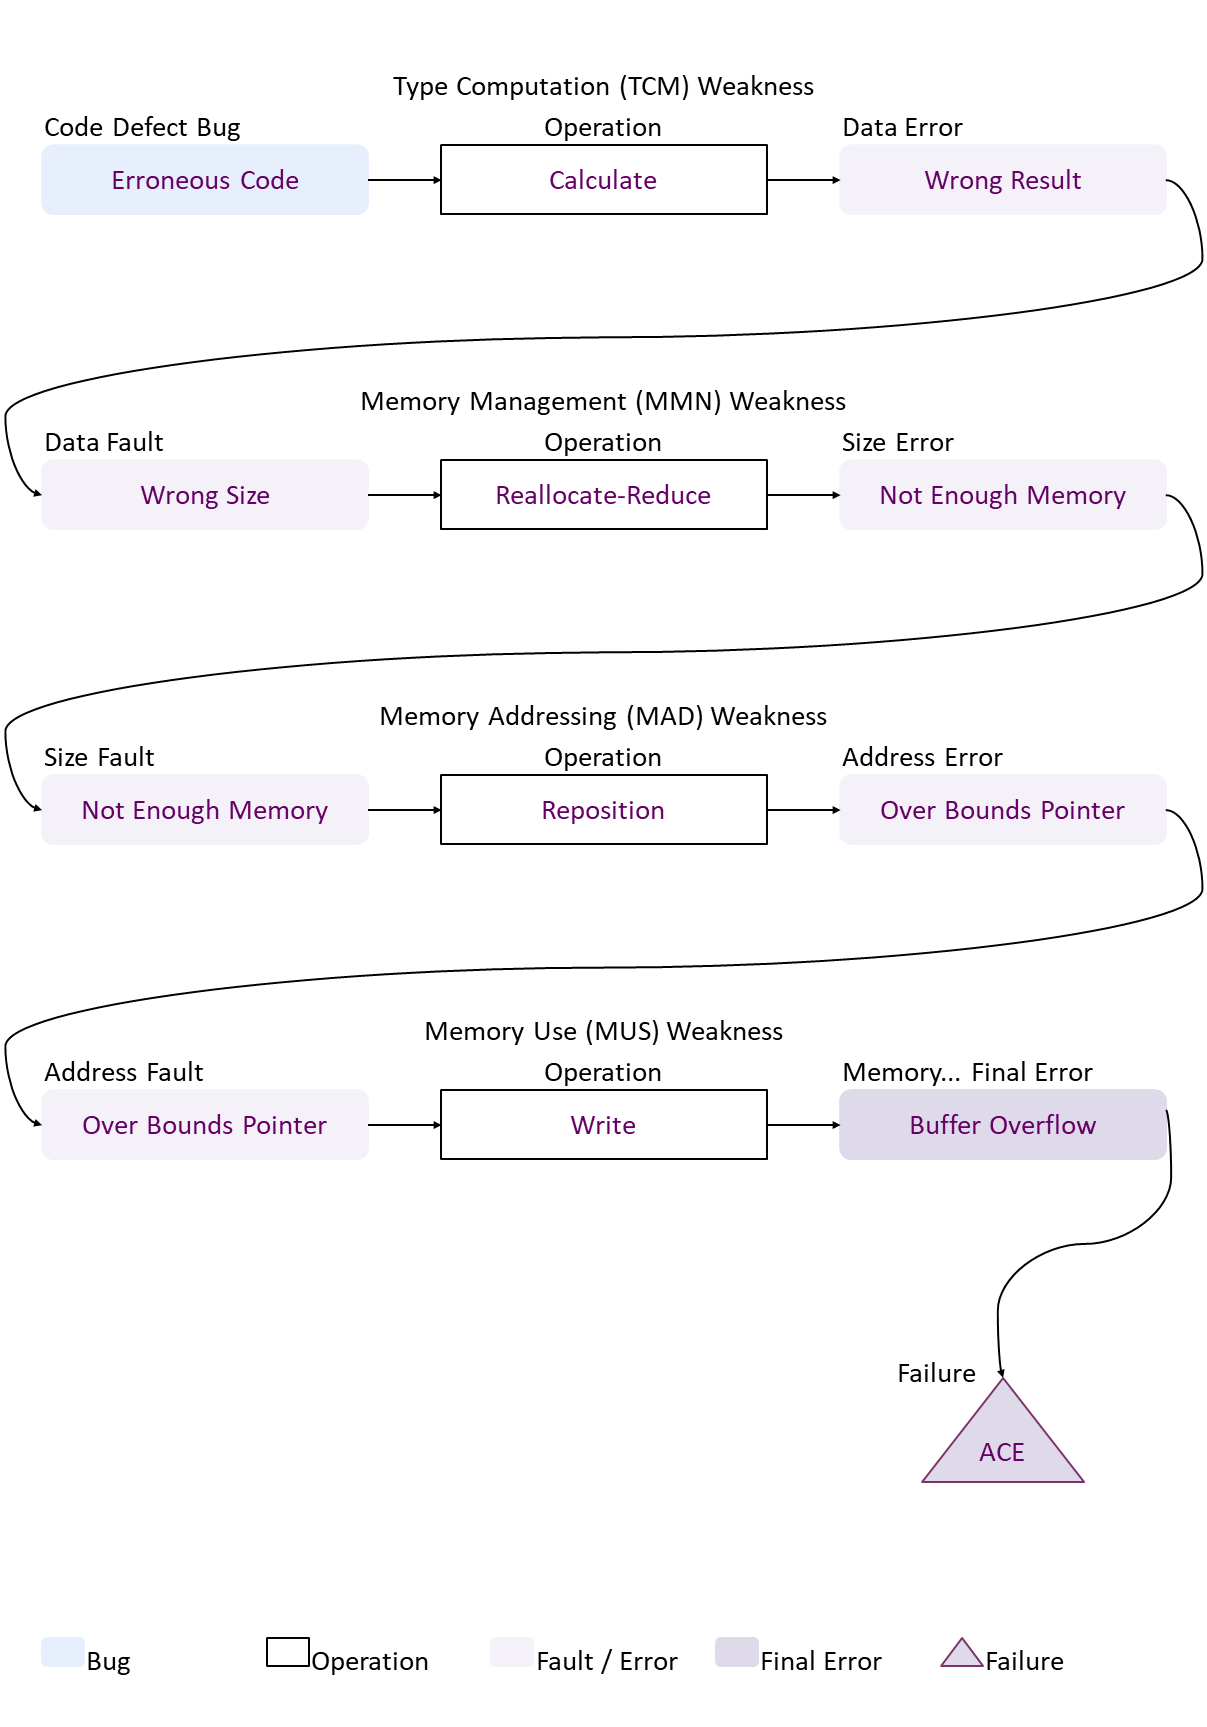 Type Computation (TCM) Weakness
Code Defect Bug Operation Data Error
Erroneous Code Calculate Wrong Result
Memory Management (MMN) Weakness
Data Fault Operation Size Error
Wrong Size Reallocate-Reduce Not Enough Memory
Memory Addressing (MAD) Weakness
Size Fault Operation Address Error
Not Enough Memory Reposition Over Bounds Pointer
Memory Use (MUS) Weakness
Address Fault Operation Memory... Final Error
Over Bounds Pointer Write Buffer Overflow
Failure
ACE
Bug Operation Fault / Error Final Error Failure